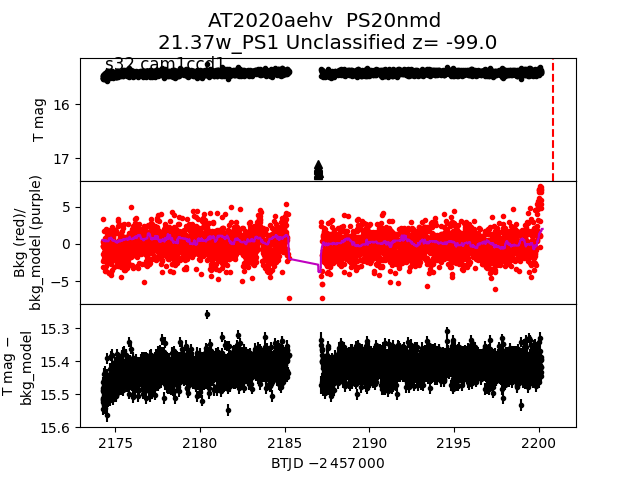 AT2020aehv PS20nmd
21.37w_PS1 Unclassified z= -99.0
s32 cam1ccd1
16
17
T mag
5
0
−5
Bkg (red)/
bkg_model (purple)
15.3
15.4
15.5
15.6
T mag −
bkg_model
2175
2180
2185
2190
2195
2200
BTJD −2 457 000